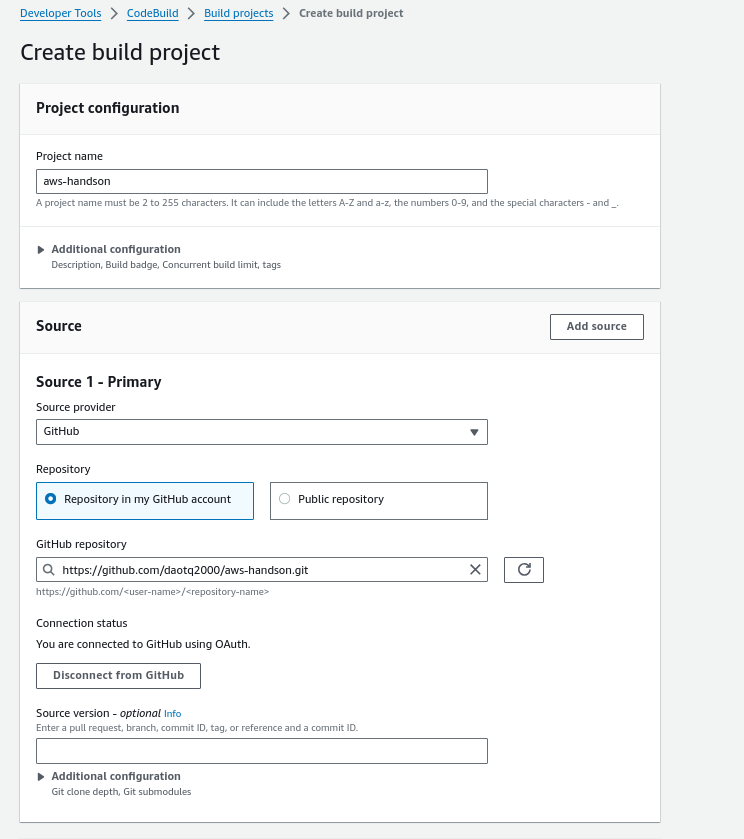 Developer Tools > CodeBuild > Build projects > Create build project
Create build project
Project configuration
Project name
aws-handson
A project name must be 2 to 255 characters. It can include the letters A-Z and a-z, the numbers 0-9, and the special characters - and _.
Additional configuration
Description, Build badge, Concurrent build limit, tags
Source
Add source
Source 1 - Primary
Source provider
GitHub
Repository
Repository in my GitHub account
Public repository
GitHub repository
https://github.com/daotq2000/aws-handson.git
https://github.com/<user-name>/<repository-name>
Connection status
You are connected to GitHub using OAuth.
Disconnect from GitHub
Source version - optional Info
Enter a pull request, branch, commit ID, tag, or reference and a commit ID.
Additional configuration
Git clone depth, Git submodules